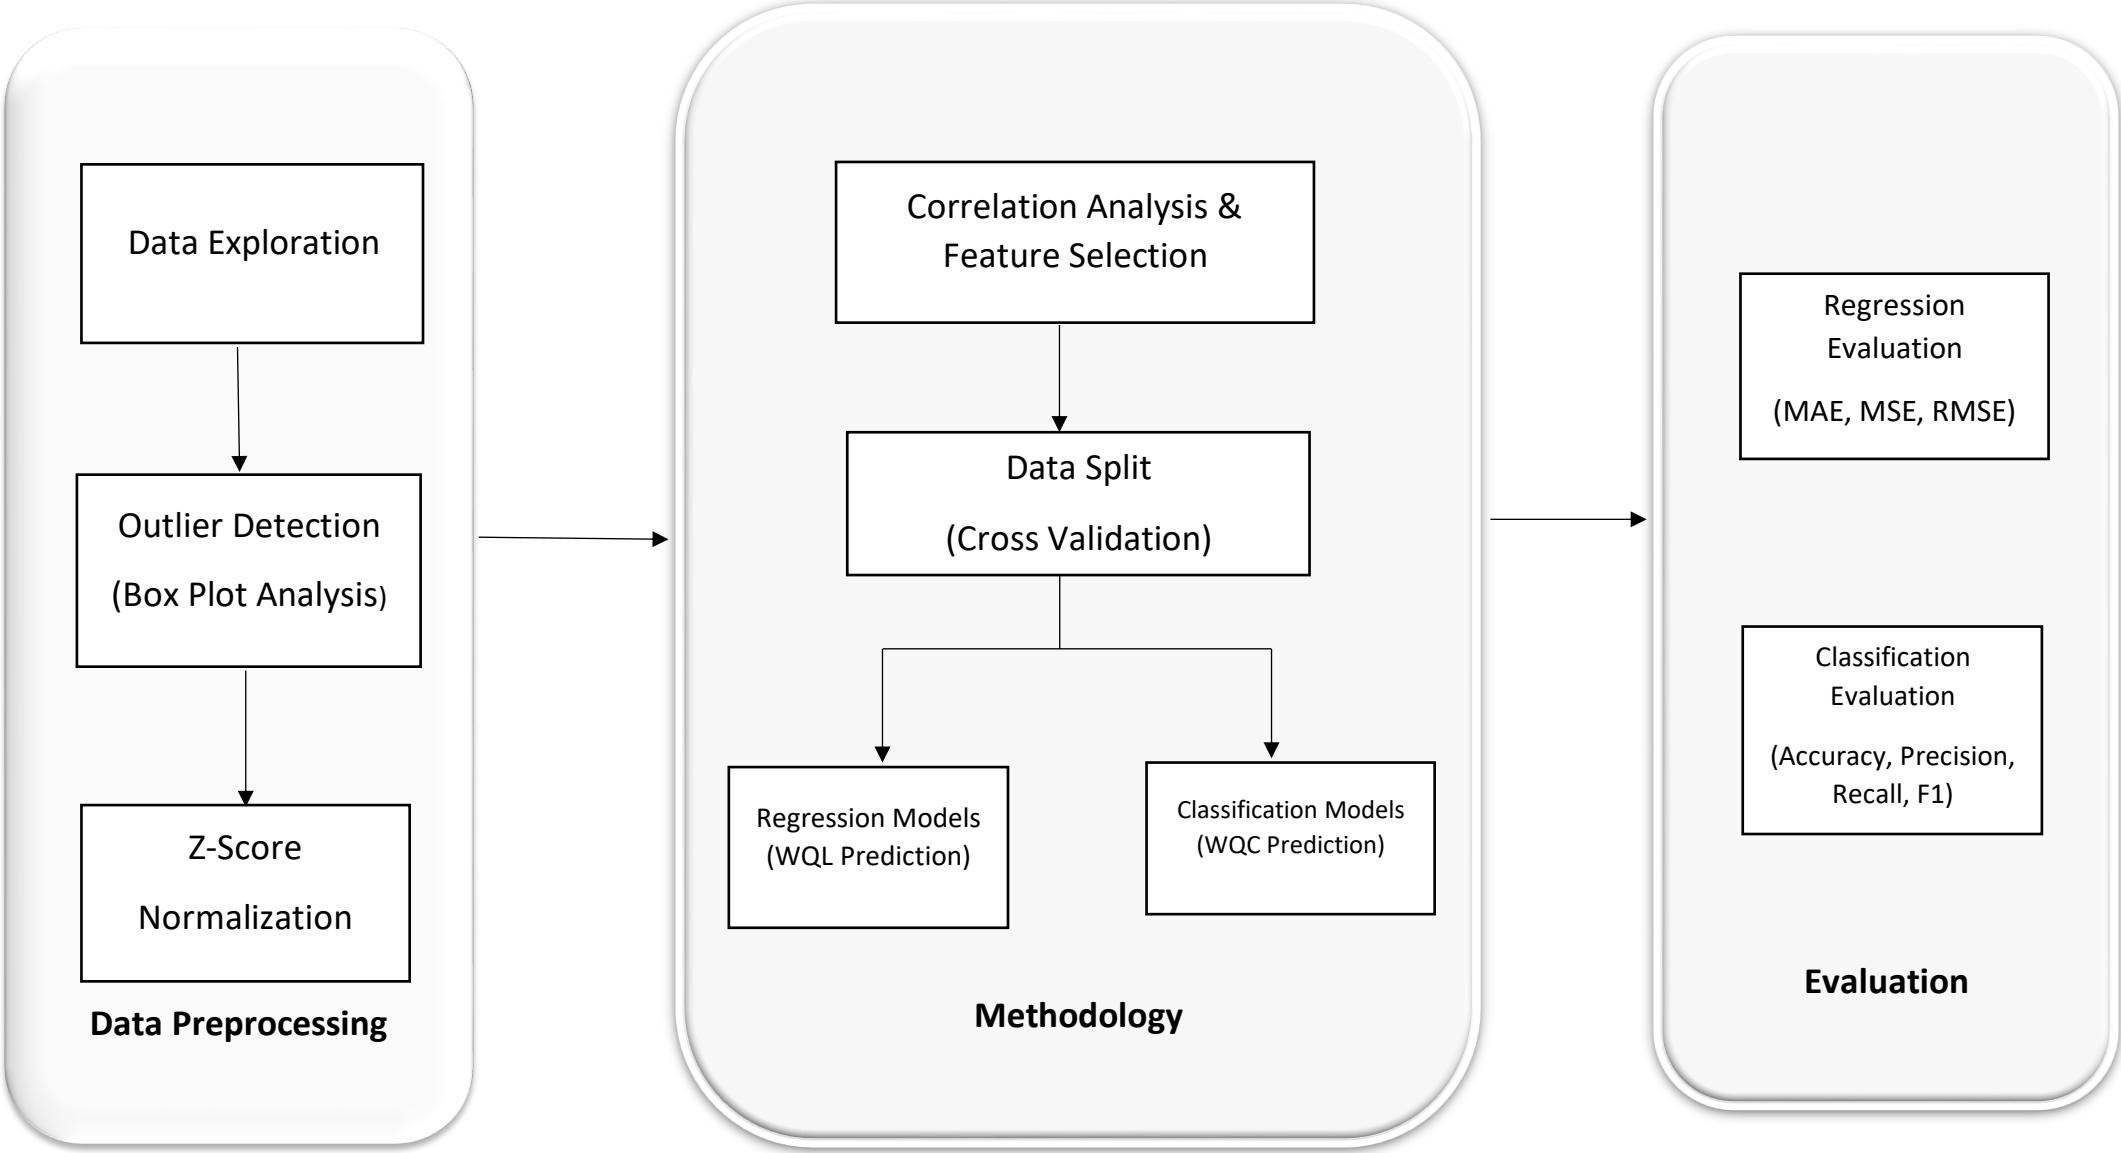 Data Exploration
Outlier Detection
(Box Plot Analysis)
Z-Score
Normalization
Data Preprocessing
Correlation Analysis &
Feature Selection
Data Split
(Cross Validation)
Regression Models
(WQL Prediction)
Classification Models
(WQC Prediction)
Methodology
Regression
Evaluation
(MAE, MSE, RMSE)
Classification
Evaluation
(Accuracy, Precision,
Recall, F1)
Evaluation